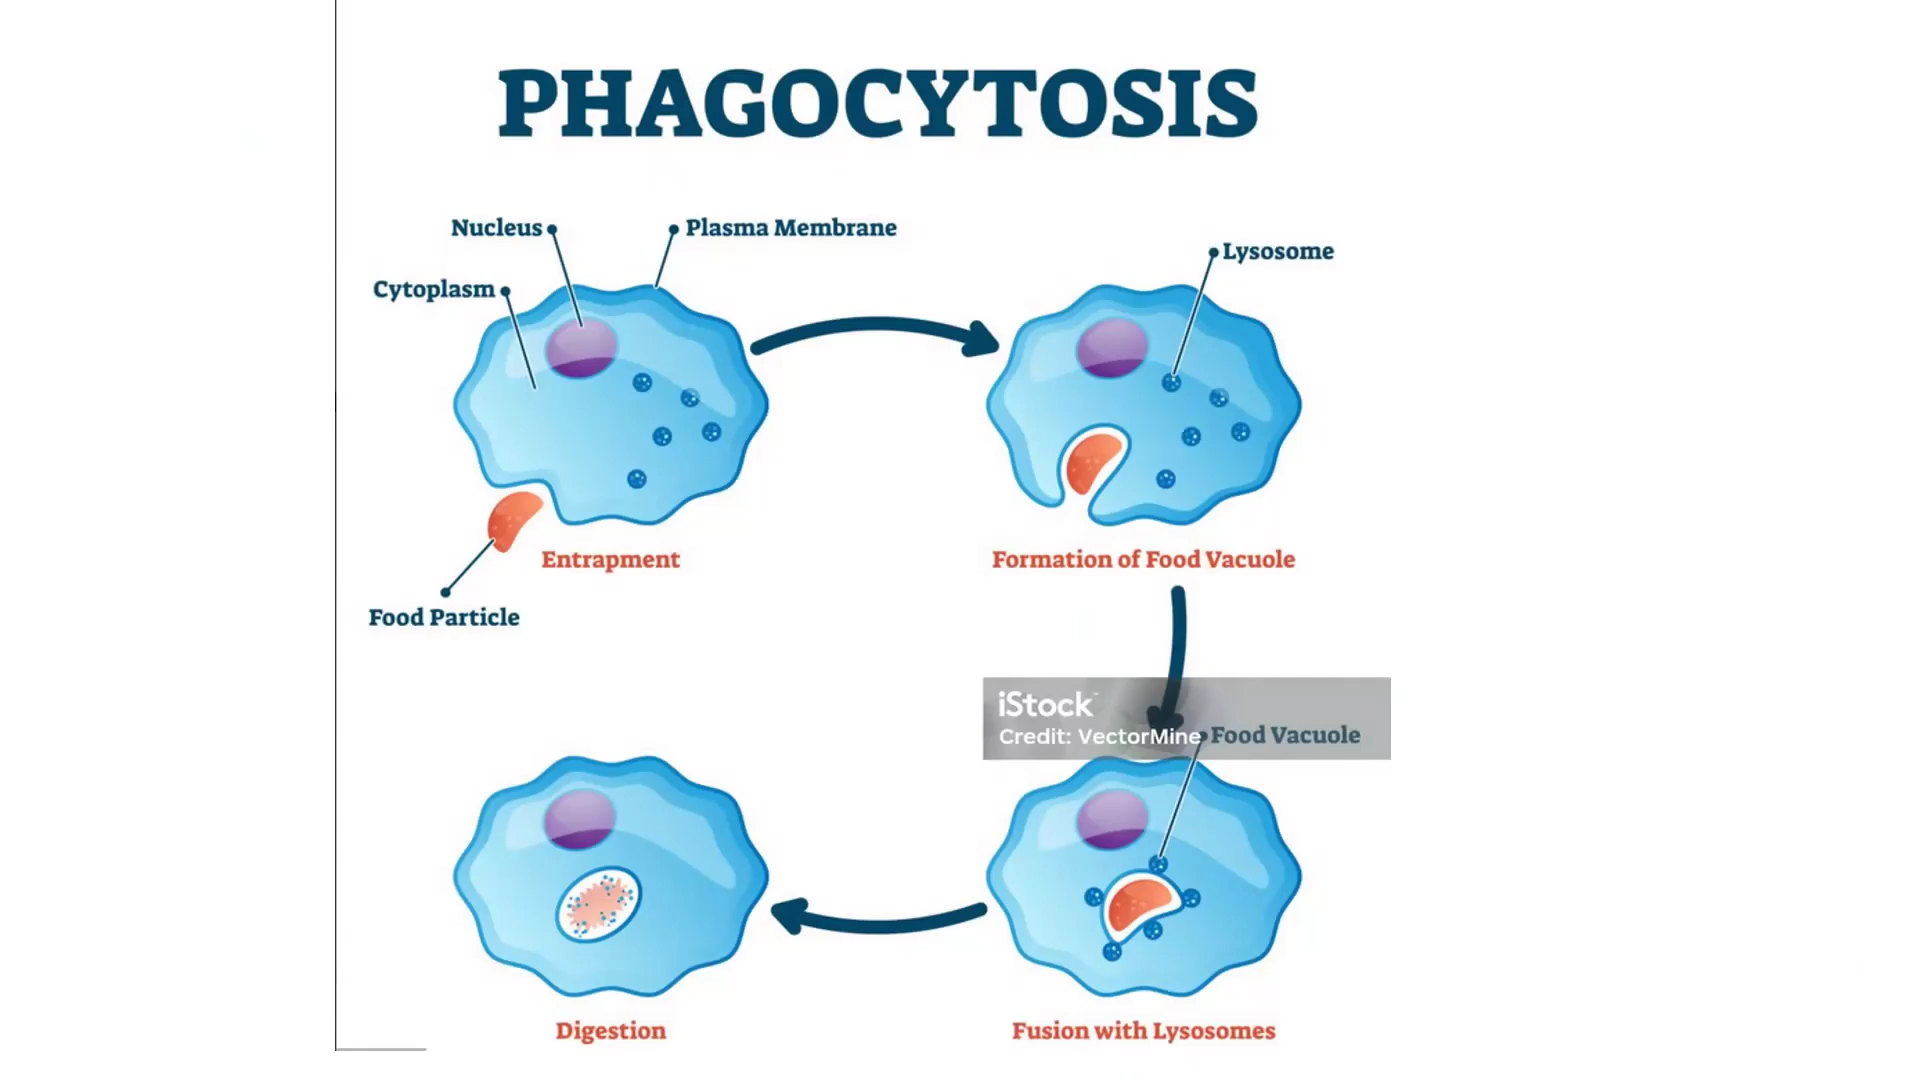 PHAGOCYTOSIS
Nucleus
Plasma Membrane
Cytoplasm
Lysosome
Entrapment
Formation of Food Vacuole
Food Particle
iStock
Credit: VectorMine
Food Vacuole
Digestion
Fusion with Lysosomes